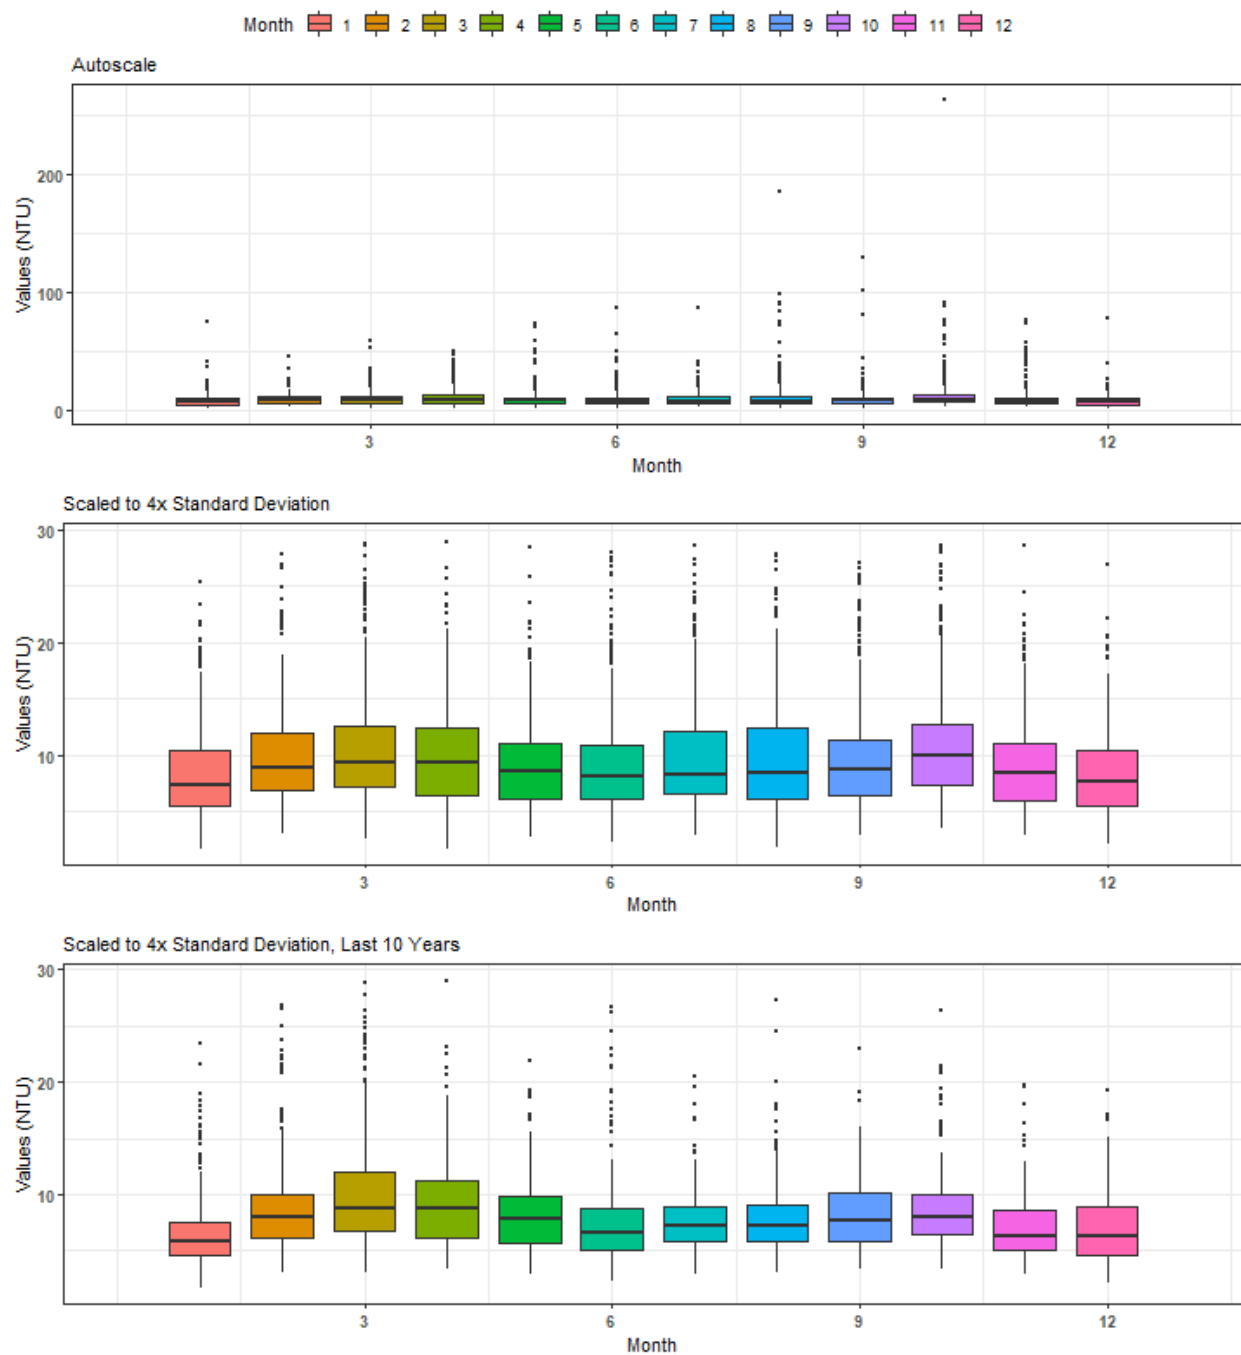 Month 1 2 3 4 5 6 7 8 9 10 11 12
Autoscale
Values (NTU)
200
100
0
3 6 9 12
Month
Scaled to 4x Standard Deviation
Values (NTU)
30
20
10
3 6 9 12
Month
Scaled to 4x Standard Deviation, Last 10 Years
Values (NTU)
30
20
10
3 6 9 12
Month